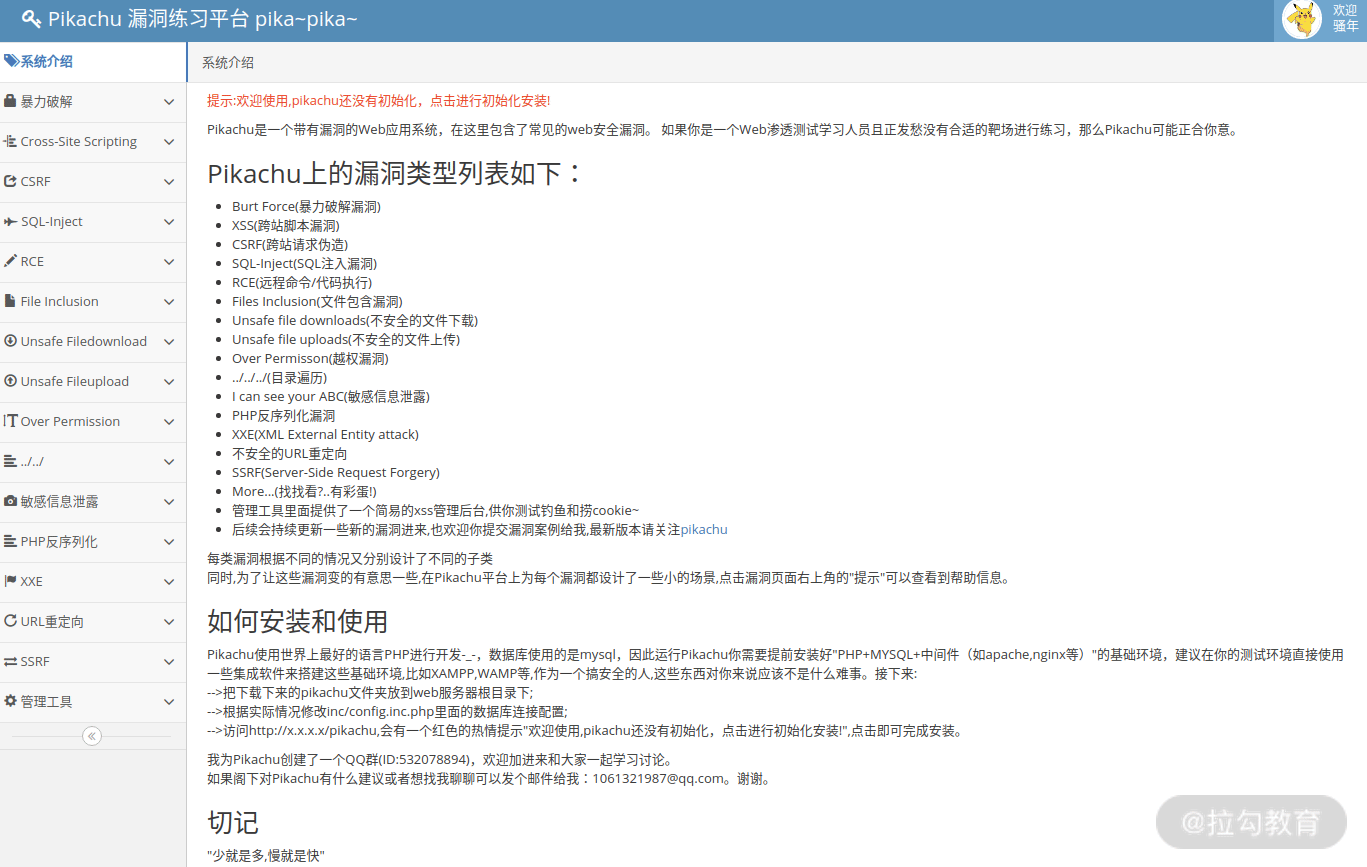 Pikachu 漏洞练习平台 pika~pika~
欢迎
骚年
系统介绍
暴力破解
Cross-Site Scripting
CSRF
SQL-Inject
RCE
File Inclusion
Unsafe Filedownload
Unsafe Fileupload
Over Permission
../../
敏感信息泄露
PHP反序列化
XXE
URL重定向
SSRF
管理工具
系统介绍
提示:欢迎使用,pikachu还没有初始化，点击进行初始化安装!
Pikachu是一个带有漏洞的Web应用系统，在这里包含了常见的web安全漏洞。 如果你是一个Web渗透测试学习人员且正发愁没有合适的靶场进行练习，那么Pikachu可能正合你意。
Pikachu上的漏洞类型列表如下：
Burt Force(暴力破解漏洞)
XSS(跨站脚本漏洞)
CSRF(跨站请求伪造)
SQL-Inject(SQL注入漏洞)
RCE(远程命令/代码执行)
Files Inclusion(文件包含漏洞)
Unsafe file downloads(不安全的文件下载)
Unsafe file uploads(不安全的文件上传)
Over Permisson(越权漏洞)
../../../(目录遍历)
I can see your ABC(敏感信息泄露)
PHP反序列化漏洞
XXE(XML External Entity attack)
不安全的URL重定向
SSRF(Server-Side Request Forgery)
More...(找找看?..有彩蛋!)
管理工具里面提供了一个简易的xss管理后台,供你测试钓鱼和捞cookie~
后续会持续更新一些新的漏洞进来,也欢迎你提交漏洞案例给我,最新版本请关注pikachu
每类漏洞根据不同的情况又分别设计了不同的子类
同时,为了让这些漏洞变的有意思一些,在Pikachu平台上为每个漏洞都设计了一些小的场景,点击漏洞页面右上角的"提示"可以查看到帮助信息。
如何安装和使用
Pikachu使用世界上最好的语言PHP进行开发-_-，数据库使用的是mysql，因此运行Pikachu你需要提前安装好"PHP+MYSQL+中间件（如apache,nginx等）"的基础环境，建议在你的测试环境直接使用
一些集成软件来搭建这些基础环境,比如XAMPP,WAMP等,作为一个搞安全的人,这些东西对你来说应该不是什么难事。接下来:
-->把下载下来的pikachu文件夹放到web服务器根目录下;
-->根据实际情况修改inc/config.inc.php里面的数据库连接配置;
-->访问http://x.x.x.x/pikachu,会有一个红色的热情提示"欢迎使用,pikachu还没有初始化，点击进行初始化安装!",点击即可完成安装。
我为Pikachu创建了一个QQ群(ID:532078894)，欢迎加进来和大家一起学习讨论。
如果阁下对Pikachu有什么建议或者想找我聊聊可以发个邮件给我：1061321987@qq.com。谢谢。
切记
"少就是多,慢就是快"
@拉勾教育